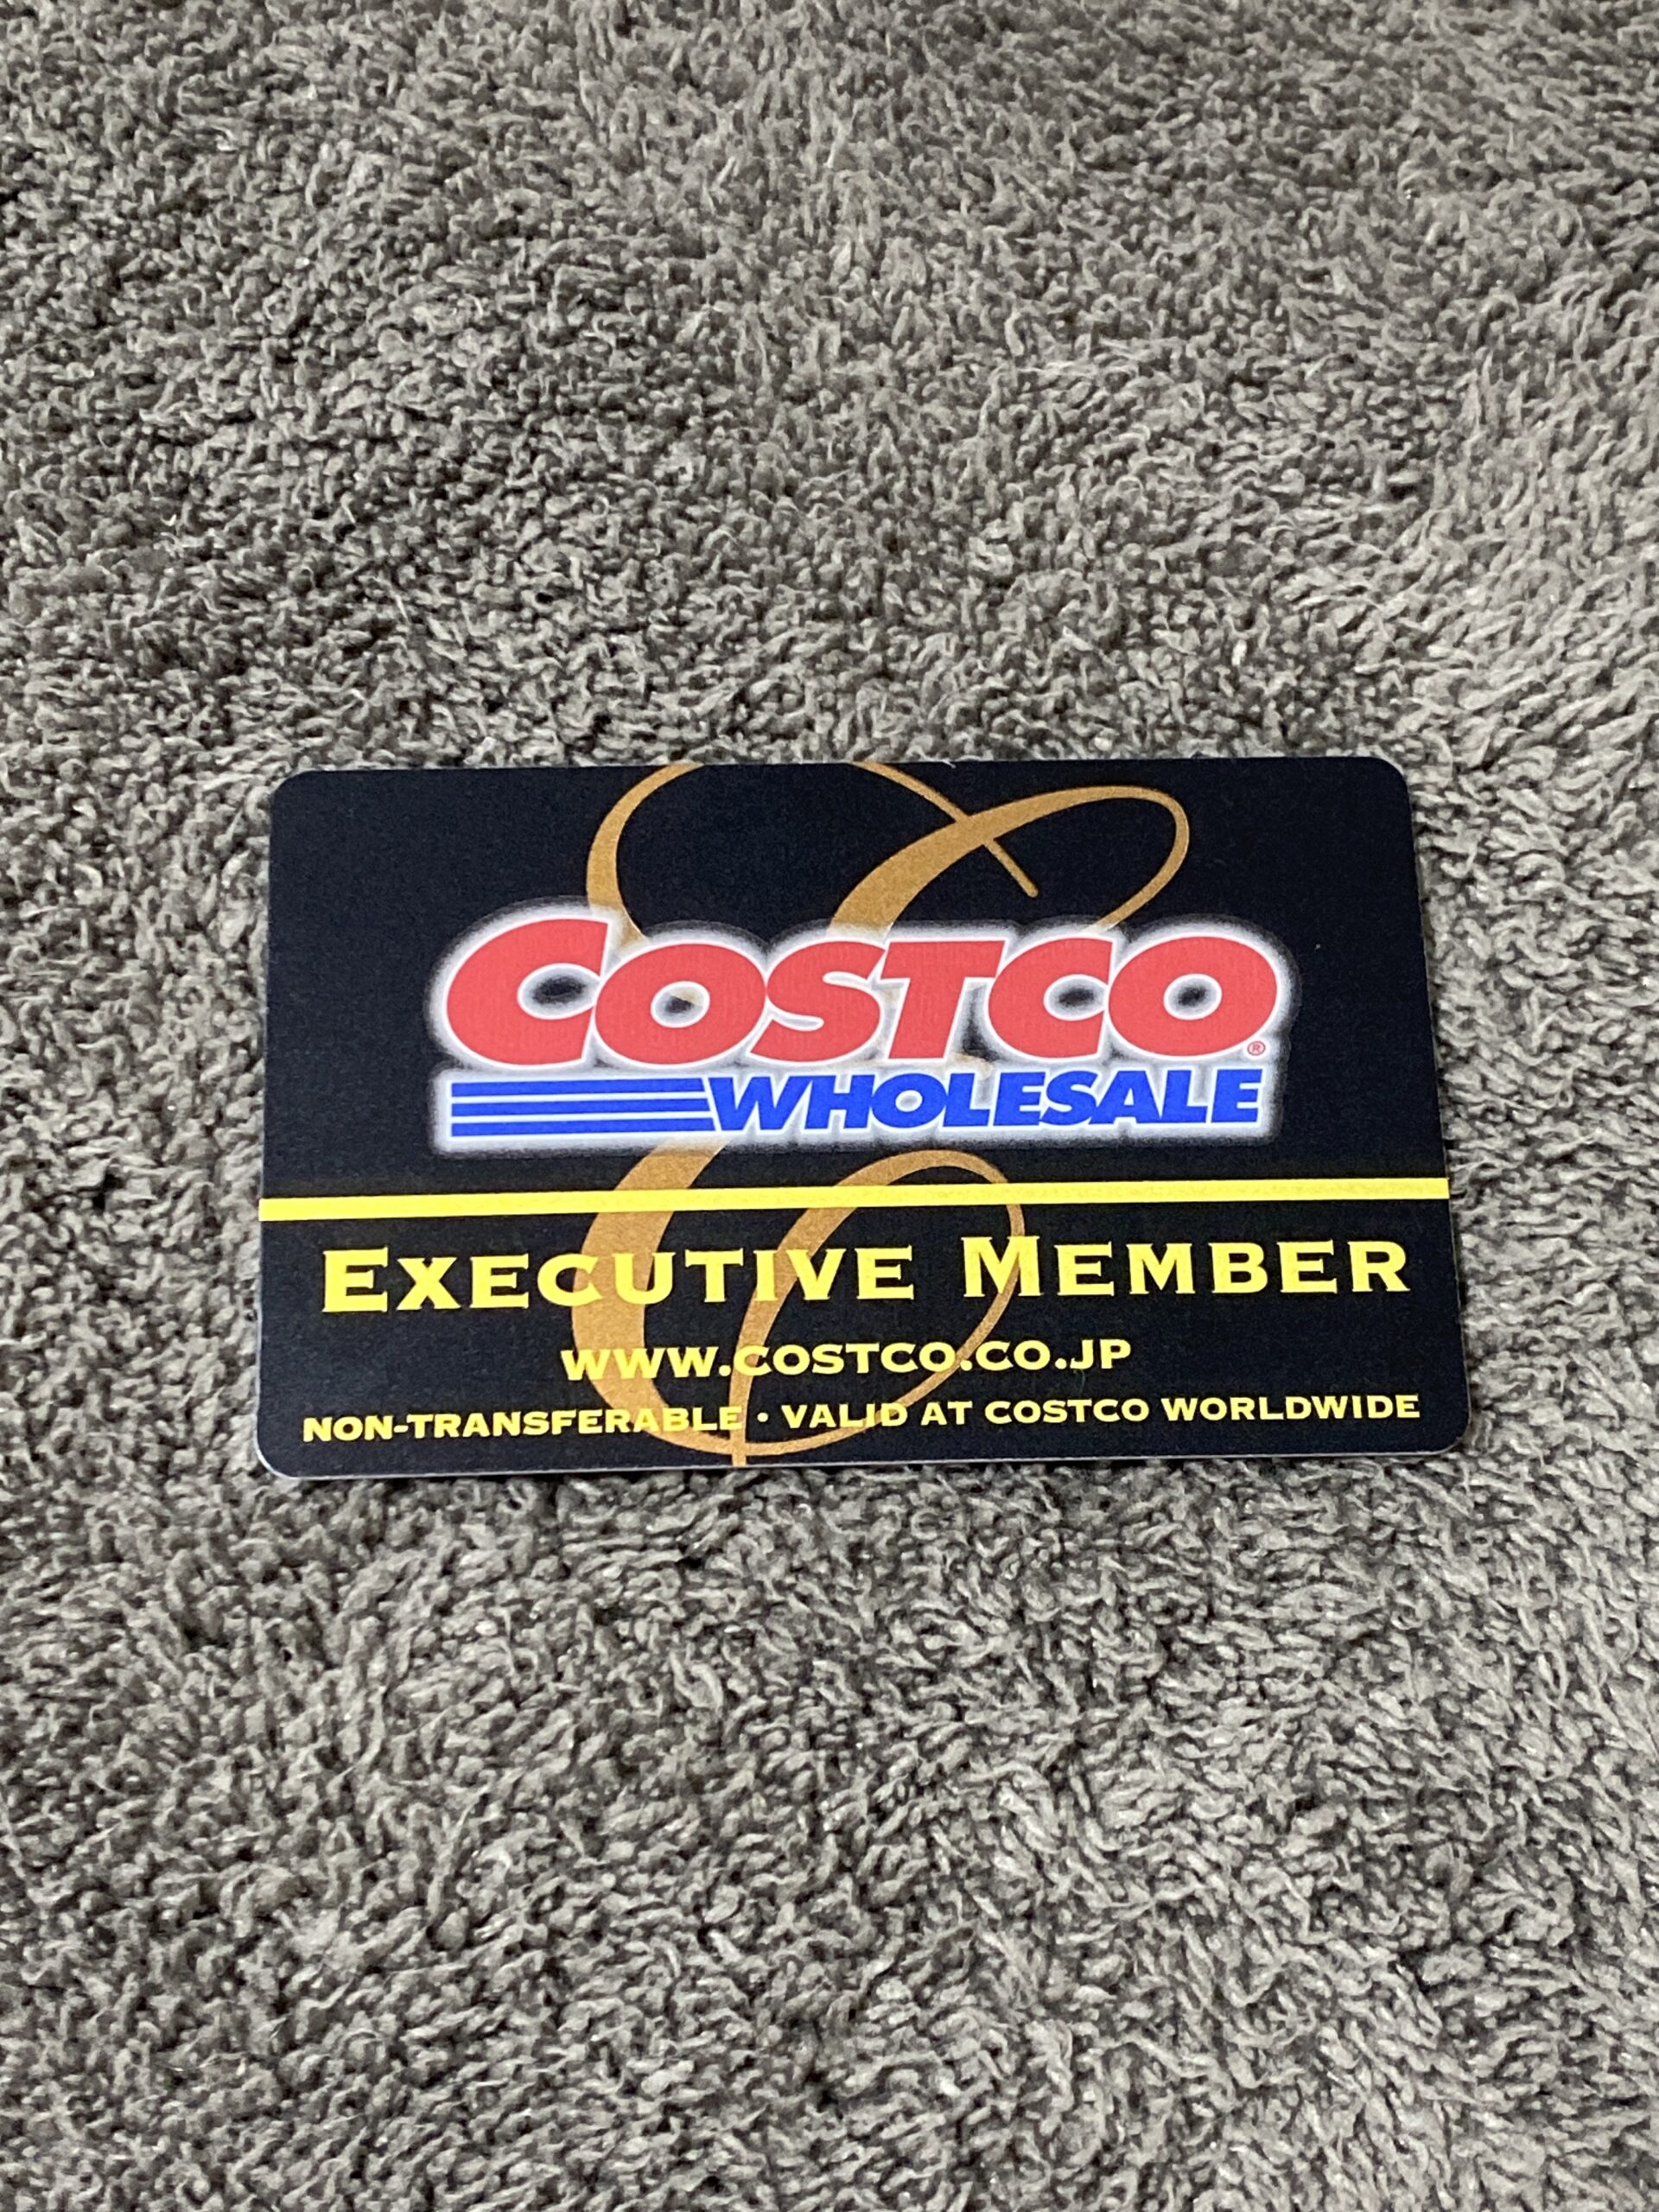 COSTCO®
WHOLESALE
EXECUTIVE MEMBER
WWW.COSTCO.CO.JP
NON-TRANSFERABLE • VALID AT COSTCO WORLDWIDE